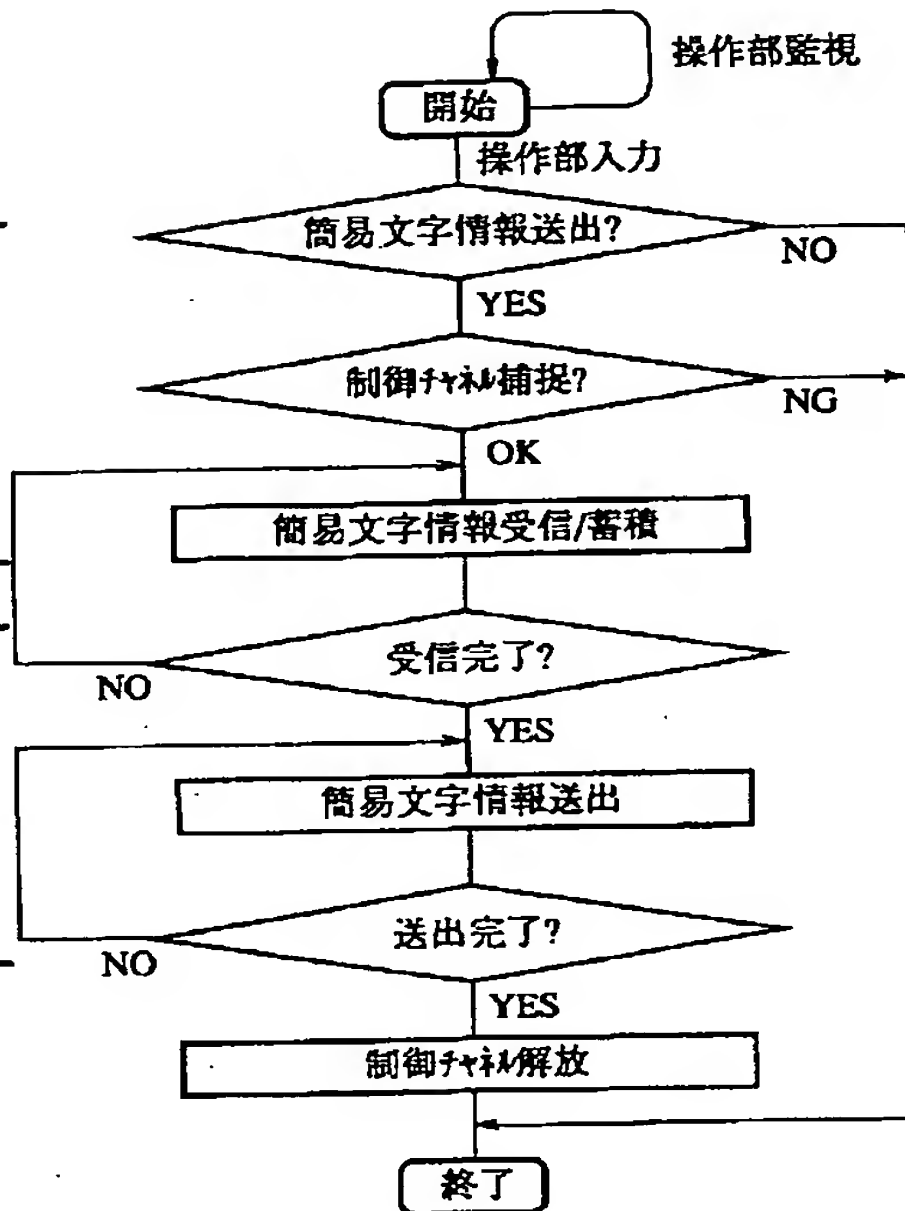 操作部監視
開始
操作部入力
簡易文字情報送出?
NO
YES
制御チャネル捕捉?
NG
OK
簡易文字情報受信/蓄積
受信完了?
NO
YES
簡易文字情報送出
送出完了?
NO
YES
制御チャネル解放
終了